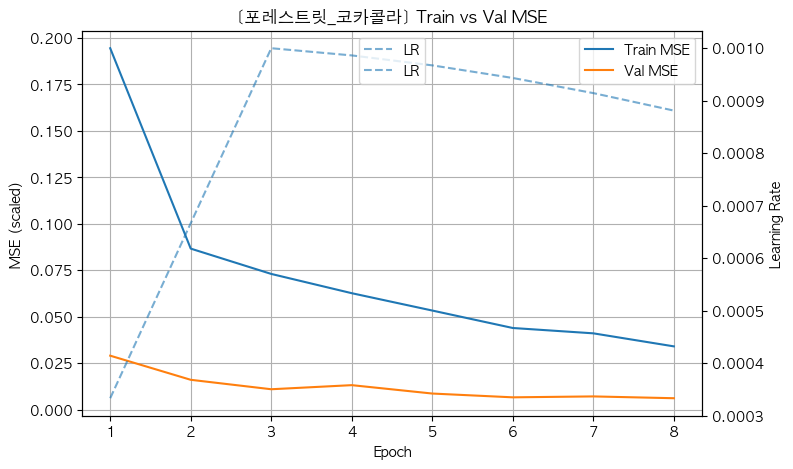 [포레스트릿_코카콜라] Train vs Val MSE
LR
LR
Train MSE
Val MSE
MSE (scaled)
0.200
0.175
0.150
0.125
0.100
0.075
0.050
0.025
0.000
0.0010
0.0009
0.0008
0.0007
0.0006
0.0005
0.0004
0.0003
Learning Rate
1 2 3 4 5 6 7 8
Epoch